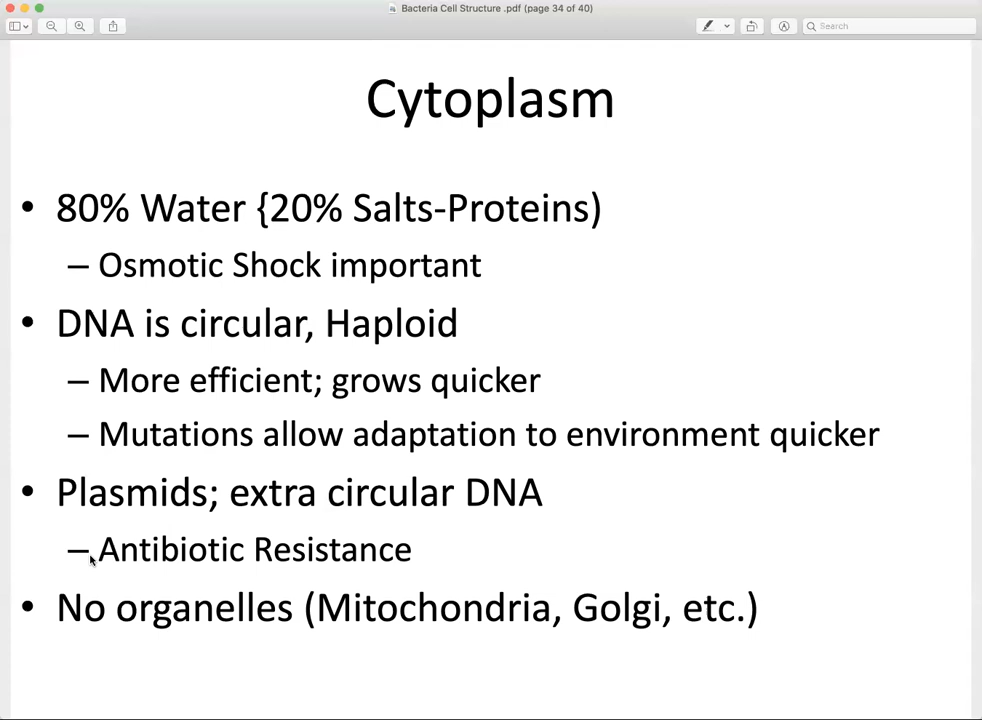 Bacteria Cell Structure .pdf (page 34 of 40)
Search
Cytoplasm
• 80% Water {20% Salts-Proteins)
– Osmotic Shock important
• DNA is circular, Haploid
– More efficient; grows quicker
– Mutations allow adaptation to environment quicker
• Plasmids; extra circular DNA
– Antibiotic Resistance
• No organelles (Mitochondria, Golgi, etc.)